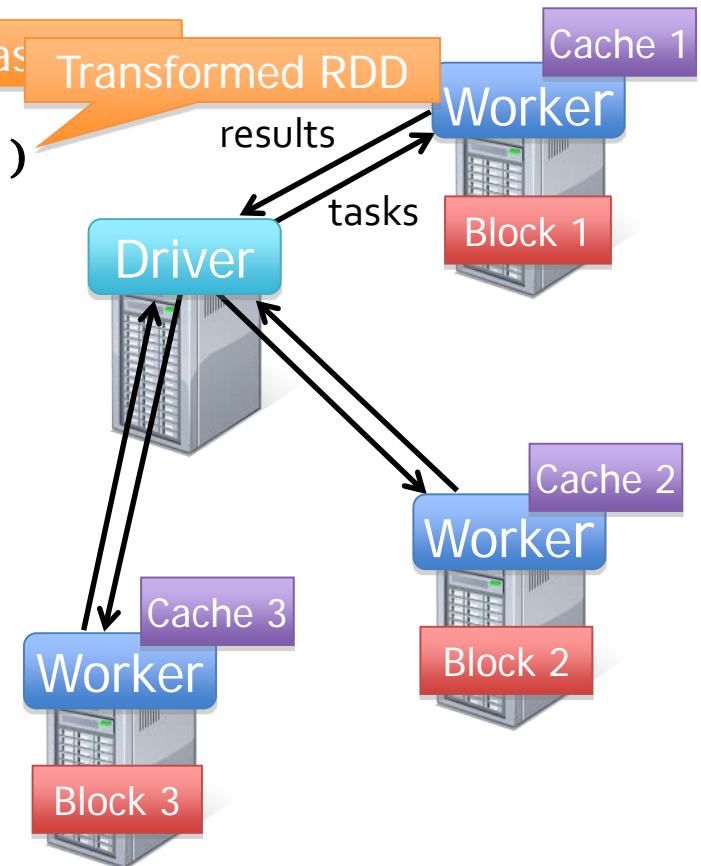 Cache 1
Transformed RDD
Worker
results
)
tasks
Block 1
Driver
Cache 2
Worker
Cache 3
Block 2
Worker
Block 3